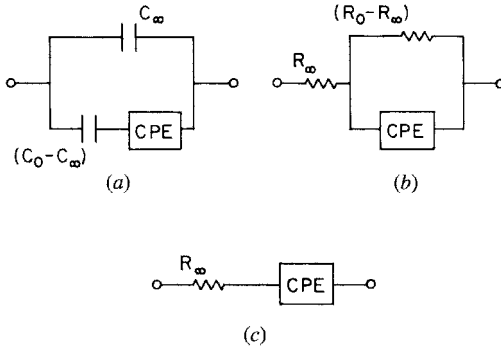 C∞
CPE
(C₀-C∞)
(a)
(R₀-R∞)
R∞
CPE
(b)
R∞
CPE
(c)